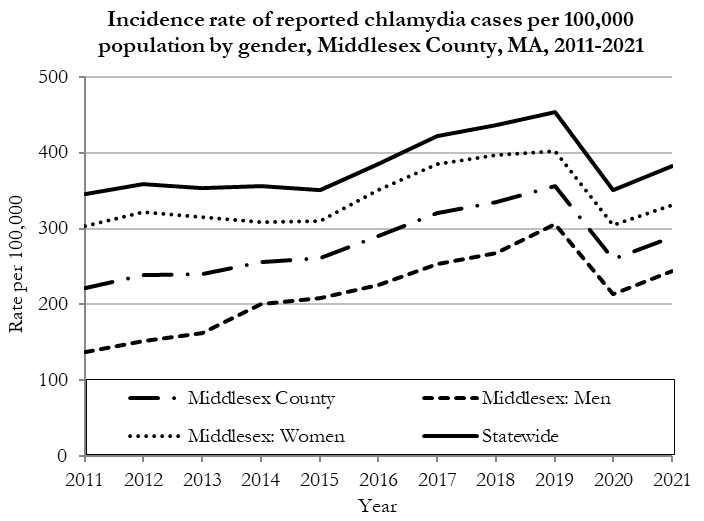 Incidence rate of reported chlamydia cases per 100,000
population by gender, Middlesex County, MA, 2011-2021
500
400
300
200
100
0
Rate per 100,000
Middlesex County
Middlesex: Men
Middlesex: Women
Statewide
2011 2012 2013 2014 2015 2016 2017 2018 2019 2020 2021
Year